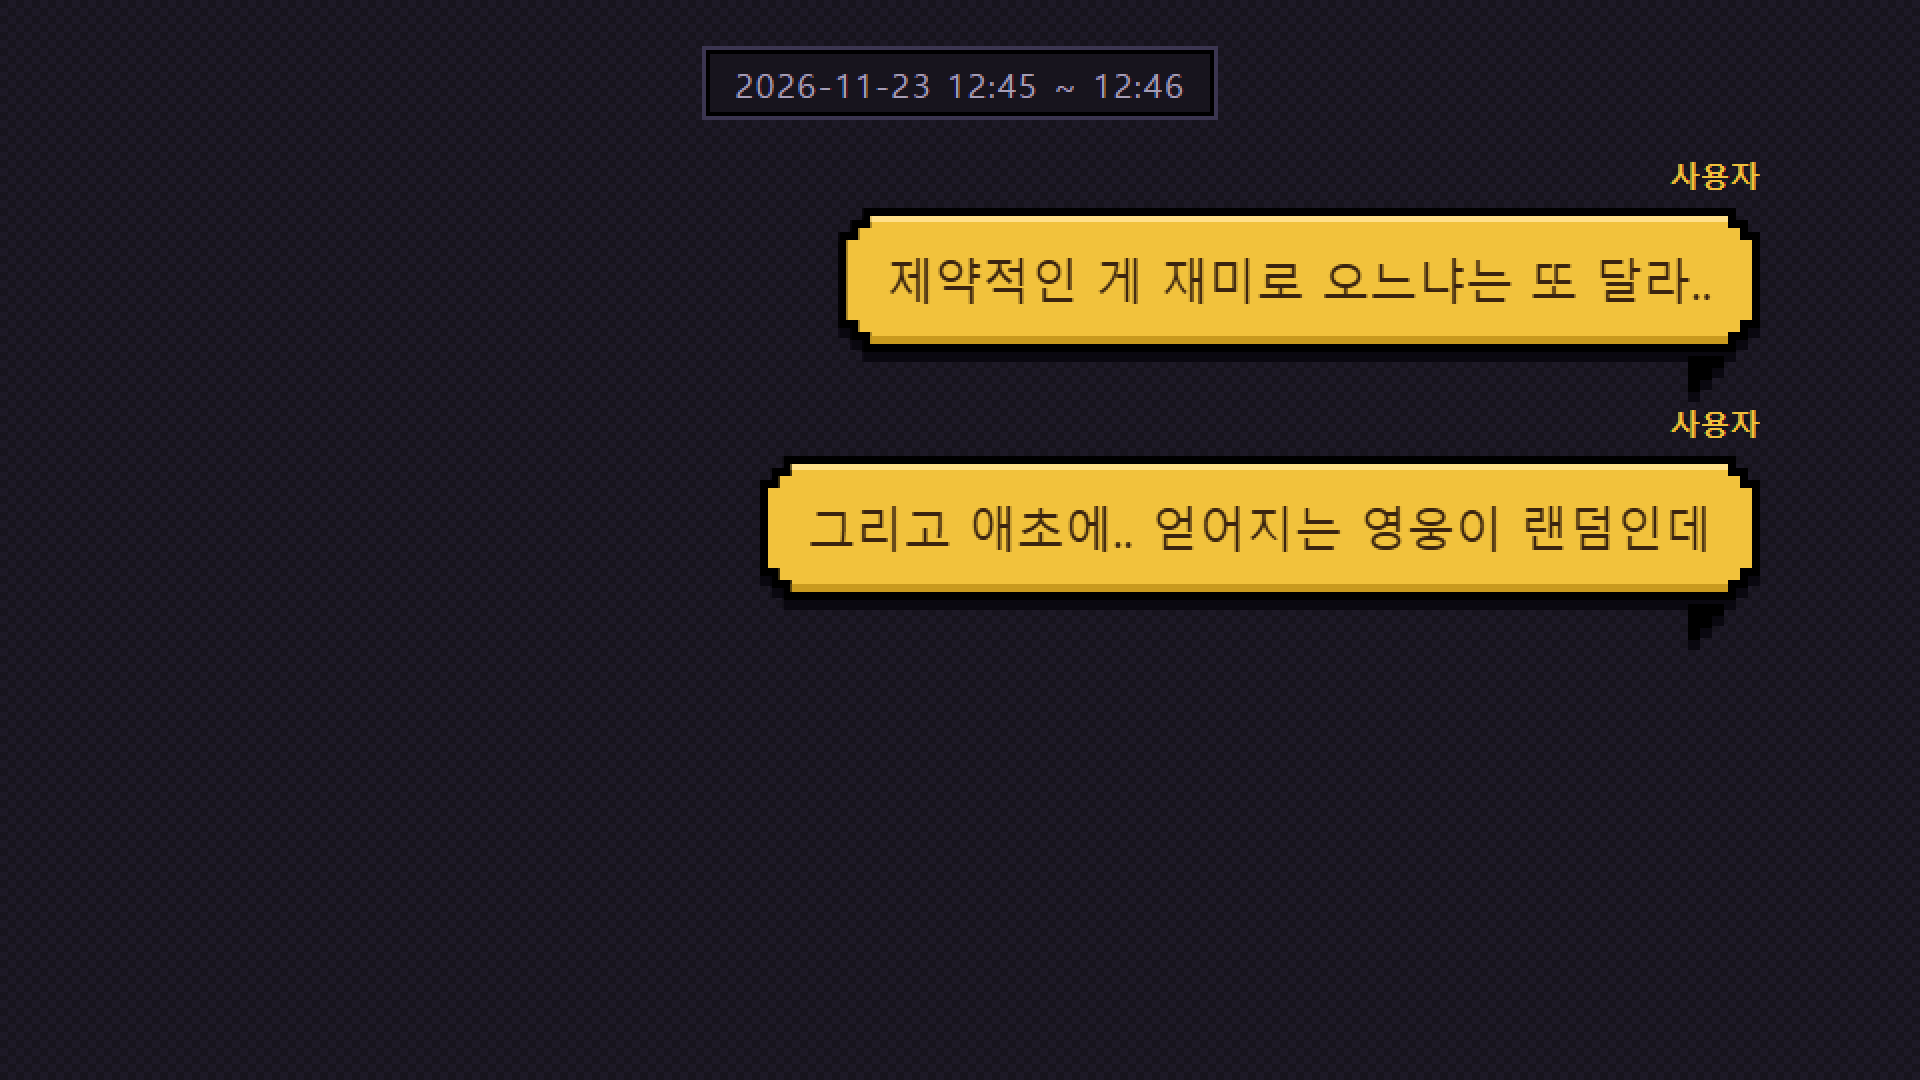 2026-11-23 12:45 ~ 12:46
사용자
제약적인 게 재미로 오느냐는 또 달라..
사용자
그리고 애초에.. 얻어지는 영웅이 랜덤인데